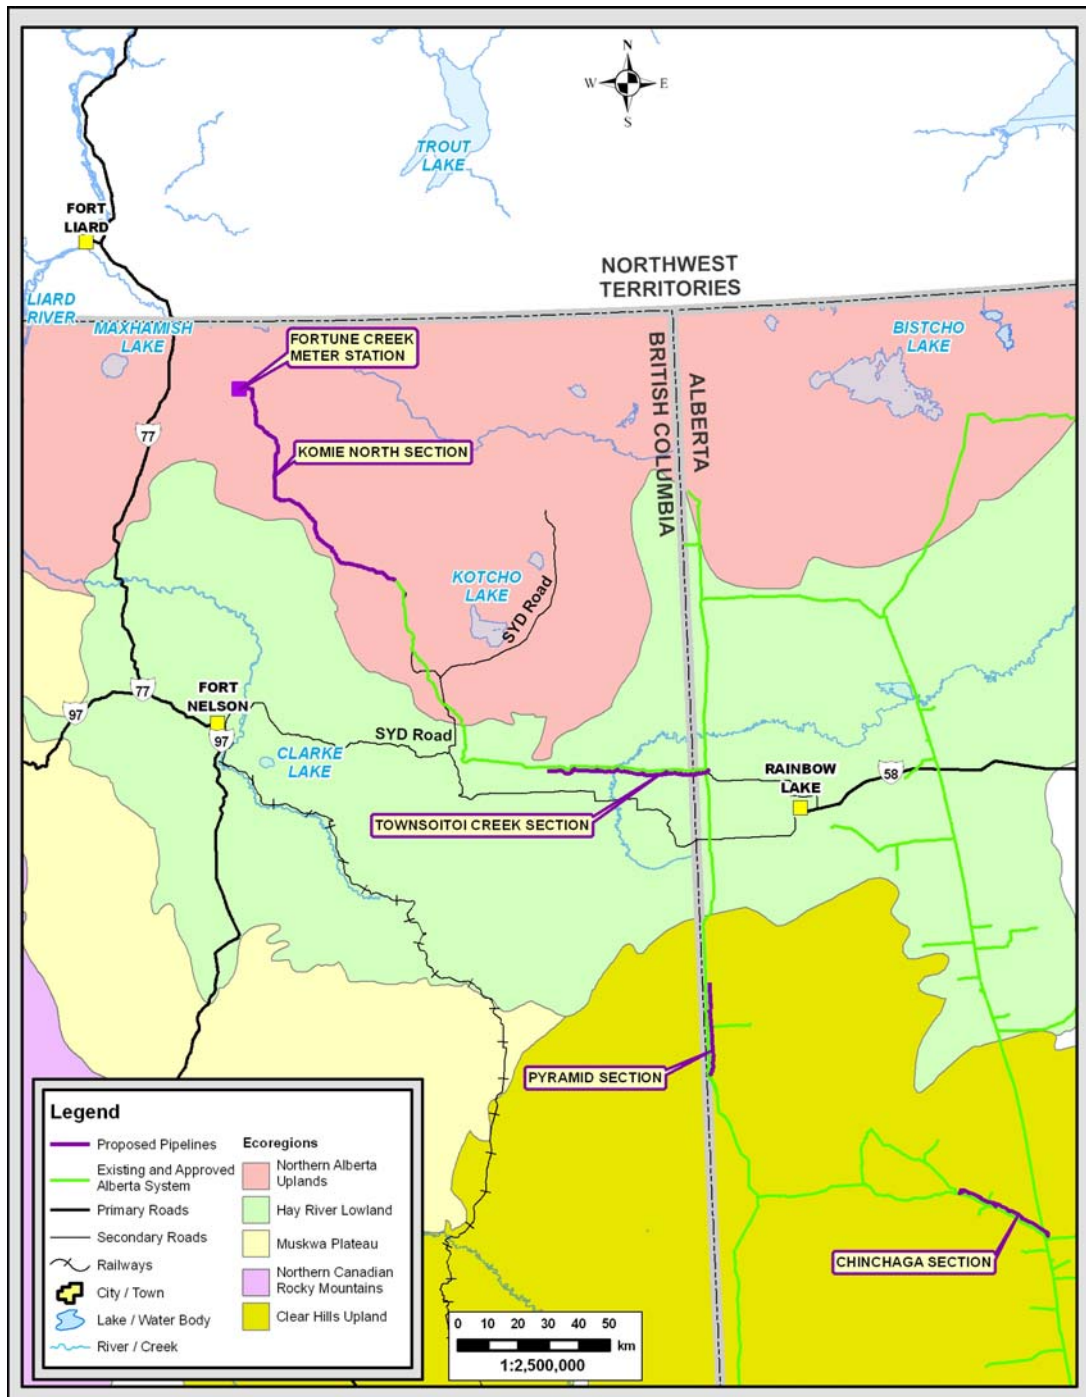 N
W
E
S
TROUT
LAKE
FORT
LIARD
NORTHWEST
TERRITORIES
LIARD
RIVER
MAXHAMISH
LAKE
FORTUNE CREEK
METER STATION
BISTCHO
LAKE
BRITISH COLUMBIA
ALBERTA
77
KOMIE NORTH SECTION
KOTCHO
LAKE
SYD Road
77
FORT
NELSON
97
97
SYD Road
CLARKE
LAKE
RAINBOW
LAKE
58
TOWNSOITOI CREEK SECTION
PYRAMID SECTION
CHINCHAGA SECTION
Legend
Proposed Pipelines
Existing and Approved
Alberta System
Primary Roads
Secondary Roads
Railways
City / Town
Lake / Water Body
River / Creek
Ecoregions
Northern Alberta
Uplands
Hay River Lowland
Muskwa Plateau
Northern Canadian
Rocky Mountains
Clear Hills Upland
0 10 20 30 40 50
km
1:2,500,000